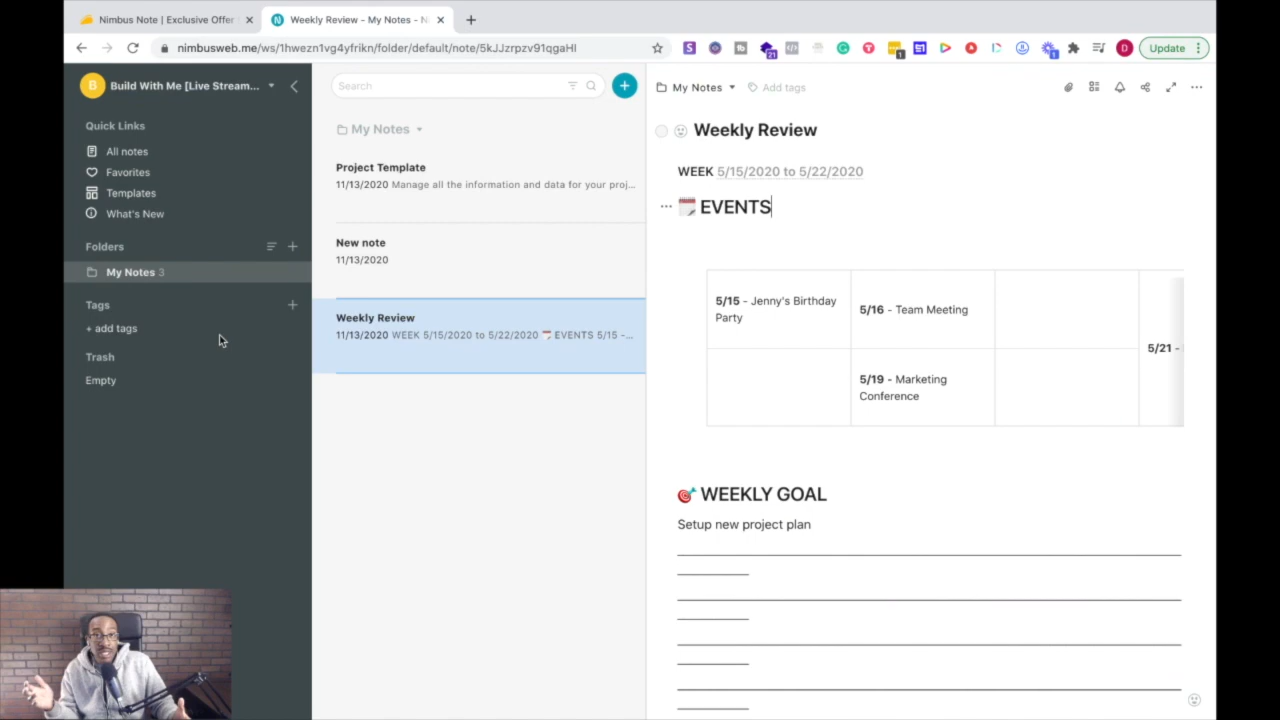 Nimbus Note | Exclusive Offer
Weekly Review - My Notes - N
nimbusweb.me/ws/1hwezn1vg4yfrikn/folder/default/note/5kJJzrpzv91qgaHI
21
1
1
D
Update
B
Build With Me [Live Stream...
Quick Links
All notes
Favorites
Templates
What's New
Folders
My Notes 3
Tags
+ add tags
Trash
Empty
Search
My Notes
Project Template
11/13/2020 Manage all the information and data for your proj...
New note
11/13/2020
Weekly Review
11/13/2020 WEEK 5/15/2020 to 5/22/2020 EVENTS 5/15 -...
My Notes
Add tags
Weekly Review
WEEK 5/15/2020 to 5/22/2020
EVENTS
5/15 - Jenny's Birthday
Party
5/16 - Team Meeting
5/21 -
5/19 - Marketing
Conference
WEEKLY GOAL
Setup new project plan